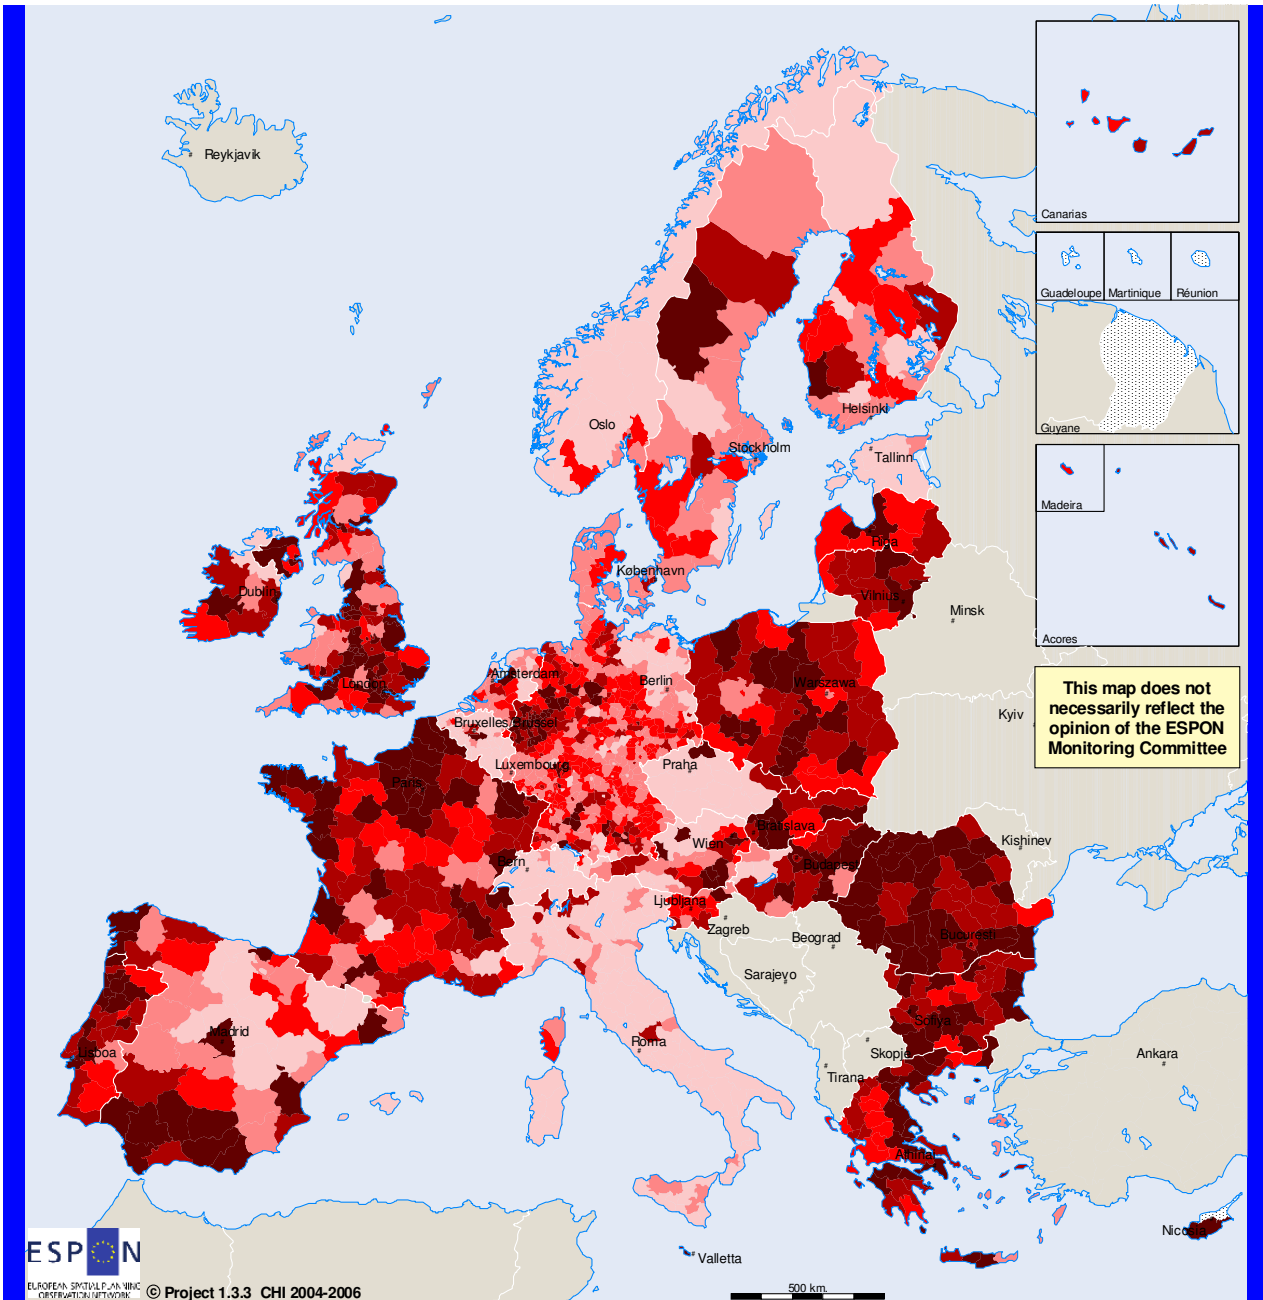 Reykjavik
Canarias
Guadeloupe
Martinique
Réunion
Guyane
Oslo
Helsinki
Stockholm
Tallinn
Madeira
Riga
København
Dublin
Vilnius
Minsk
Acores
London
Amsterdam
Berlin
Warszawa
This map does not
necessarily reflect the
opinion of the ESPON
Monitoring Committee
Bruxelles/Brussel
Kyiv
Luxembourg
Praha
Paris
Bratislava
Wien
Kishinev
Bern
Budapest
Ljubljana
Zagreb
Beograd
Bucuresti
Sarajevo
Madrid
Sofiya
Roma
Lisboa
Skopje
Ankara
Tirana
Athinai
Nicosia
Valletta
ESPON
EUROPEAN SPATIAL PLANNING
OBSERVATION NETWORK
© Project 1.3.3 CHI 2004-2006
500 km.